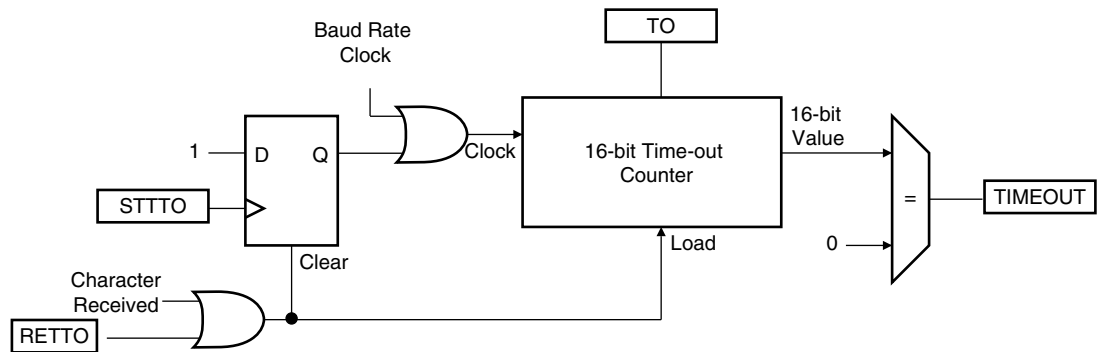 TO
Baud Rate
Clock
16-bit
Value
1
D
Q
Clock
16-bit Time-out
Counter
STTTO
TIMEOUT
=
Clear
Load
0
Character
Received
RETTO